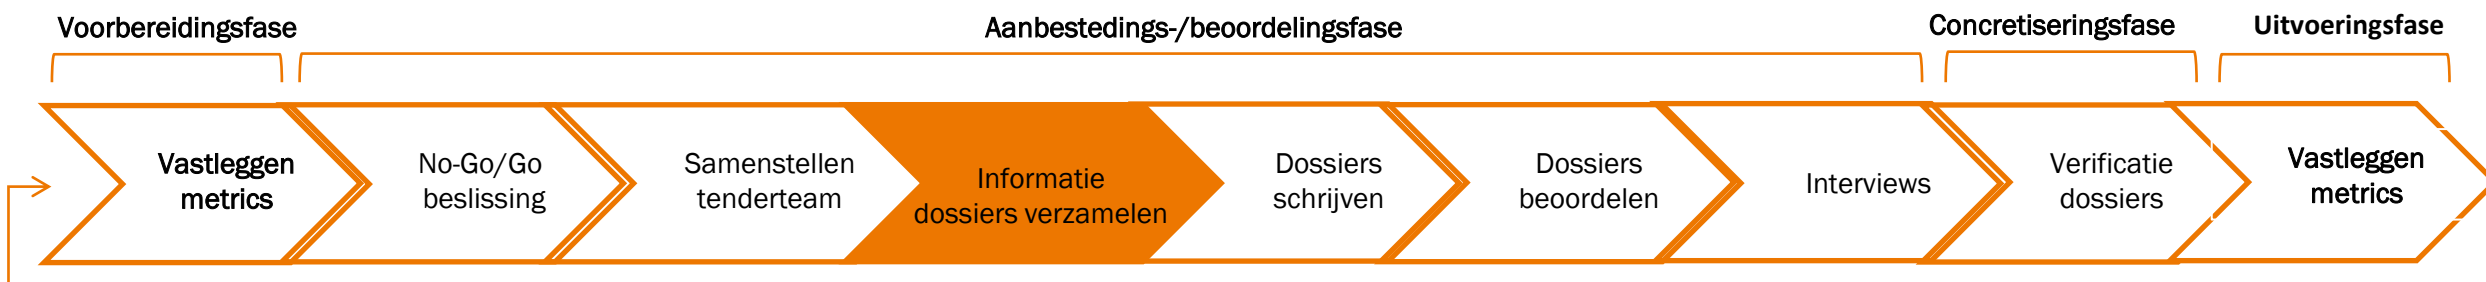 Voorbereidingsfase
Aanbestedings-/beoordelingsfase
Concretiseringsfase
Uitvoeringsfase
Vastleggen
metrics
No-Go/Go
beslissing
Samenstellen
tenderteam
Informatie
dossiers verzamelen
Dossiers
schrijven
Dossiers
beoordelen
Interviews
Verificatie
dossiers
Vastleggen
metrics